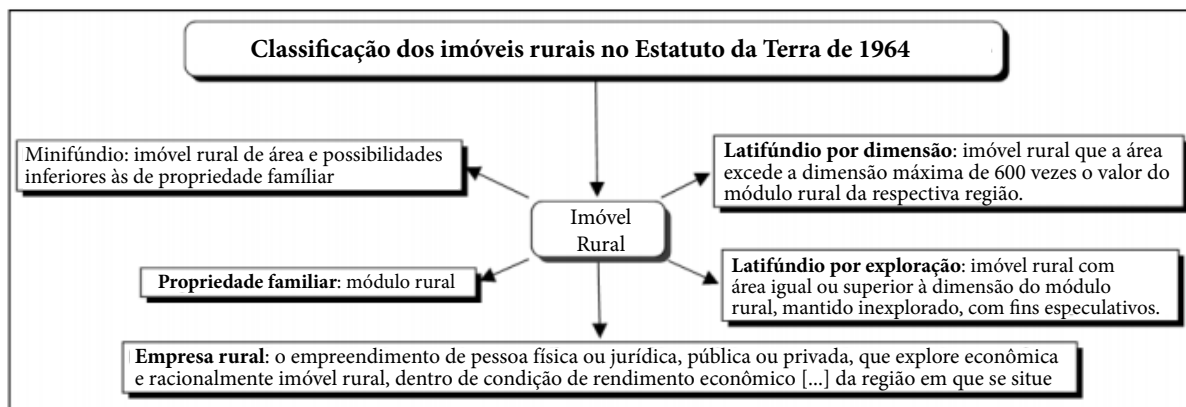 Classificação dos imóveis rurais no Estatuto da Terra de 1964
Minifúndio: imóvel rural de área e possibilidades
inferiores às de propriedade famíliar
Latifúndio por dimensão: imóvel rural que a área
excede a dimensão máxima de 600 vezes o valor do
módulo rural da respectiva região.
Imóvel
Rural
Propriedade familiar: módulo rural
Latifúndio por exploração: imóvel rural com
área igual ou superior à dimensão do módulo
rural, mantido inexplorado, com fins especulativos.
Empresa rural: o empreendimento de pessoa física ou jurídica, pública ou privada, que explore econômica
e racionalmente imóvel rural, dentro de condição de rendimento econômico [...] da região em que se situe